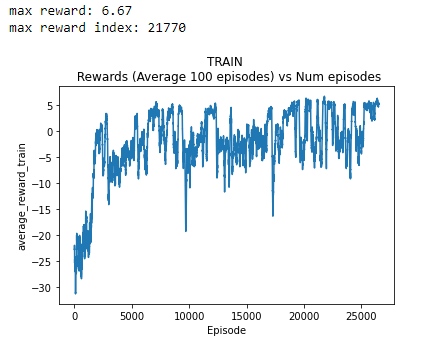 max reward: 6.67
max reward index: 21770
TRAIN
Rewards (Average 100 episodes) vs Num episodes
average_reward_train
5
0
−5
−10
−15
−20
−25
−30
0 5000 10000 15000 20000 25000
Episode